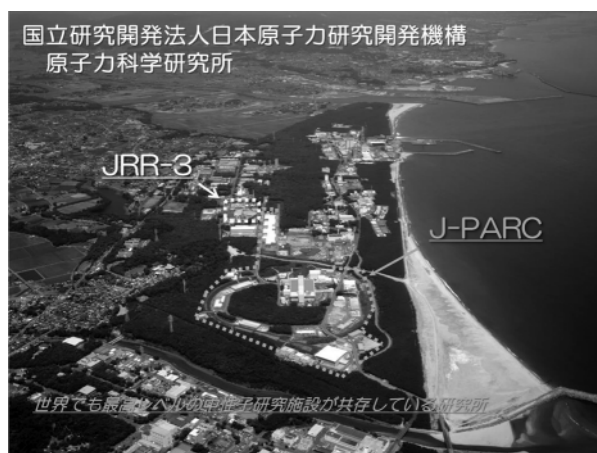 国立研究開発法人日本原子力研究開発機構
原子力科学研究所
JRR-3
J-PARC
世界でも最高レベルの中性子研究施設が共存している研究所